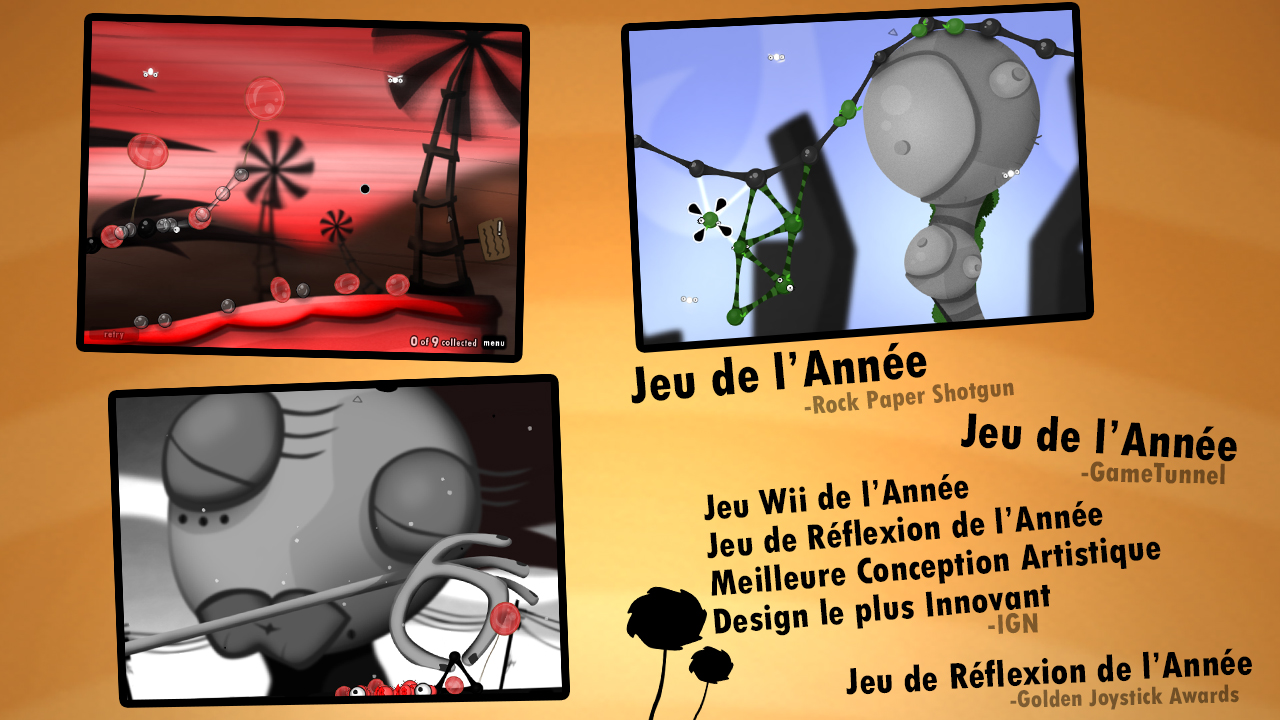 retry
0 of 9 collected menu
!
Jeu de l'Année
-Rock Paper Shotgun
Jeu de l'Année
-GameTunnel
Jeu Wii de l'Année
Jeu de Réflexion de l'Année
Meilleure Conception Artistique
Design le plus Innovant
-IGN
Jeu de Réflexion de l'Année
-Golden Joystick Awards